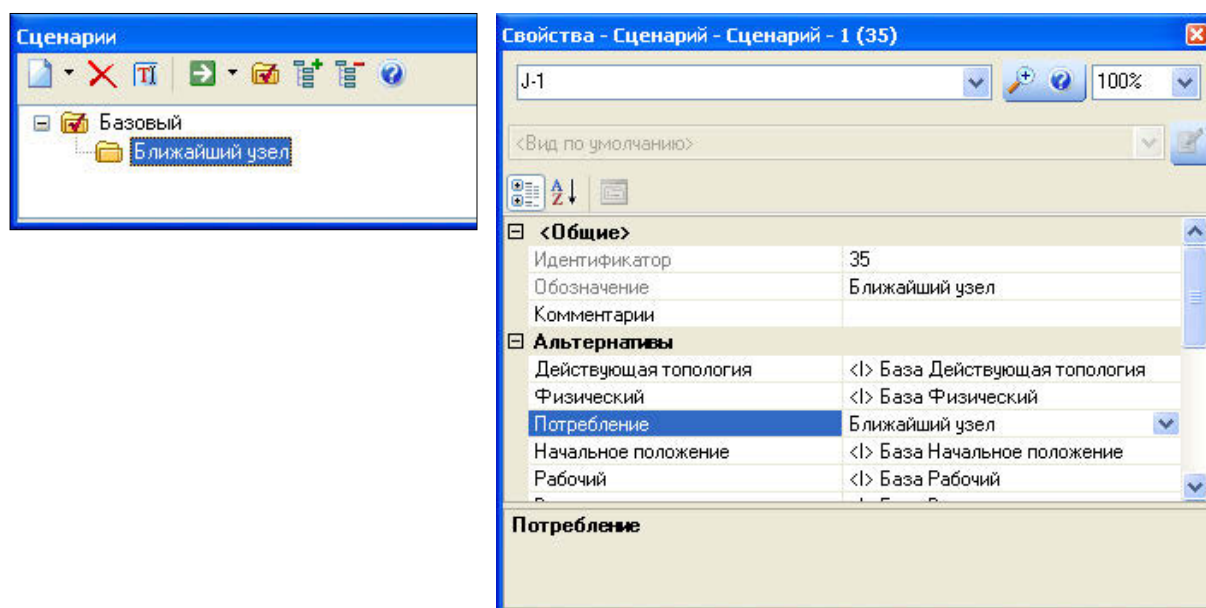 Сценарии
Базовый
Ближайший узел
Свойства - Сценарий - Сценарий - 1 (35)
J-1
100%
<Вид по умолчанию>
<Общие>
Идентификатор 35
Обозначение Ближайший узел
Комментарии
Альтернативы
Действующая топология <I> База Действующая топология
Физический <I> База Физический
Потребление Ближайший узел
Начальное положение <I> База Начальное положение
Рабочий <I> База Рабочий
Потребление